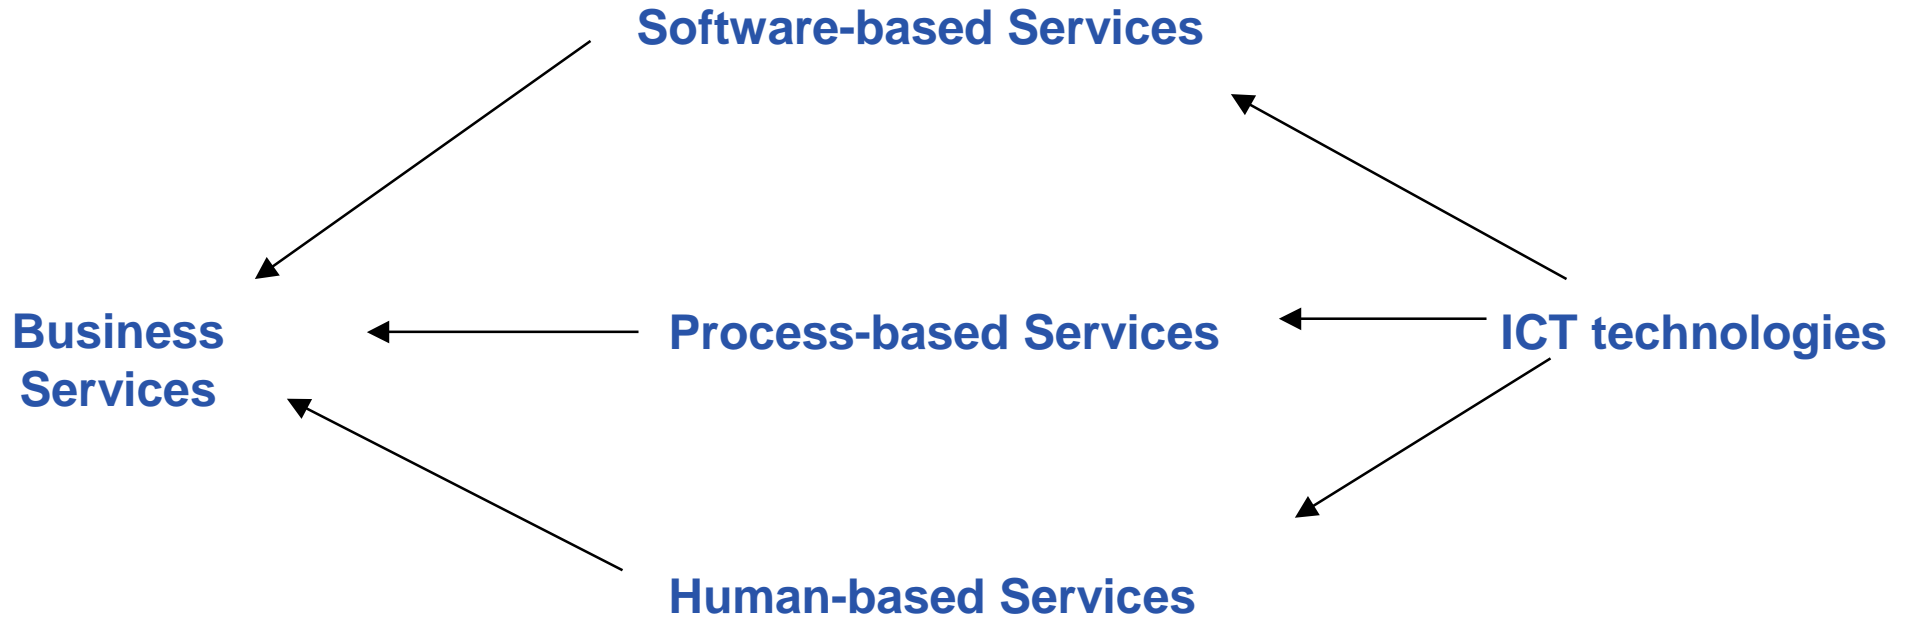 Software-based Services
Business
Services
Process-based Services
ICT technologies
Human-based Services